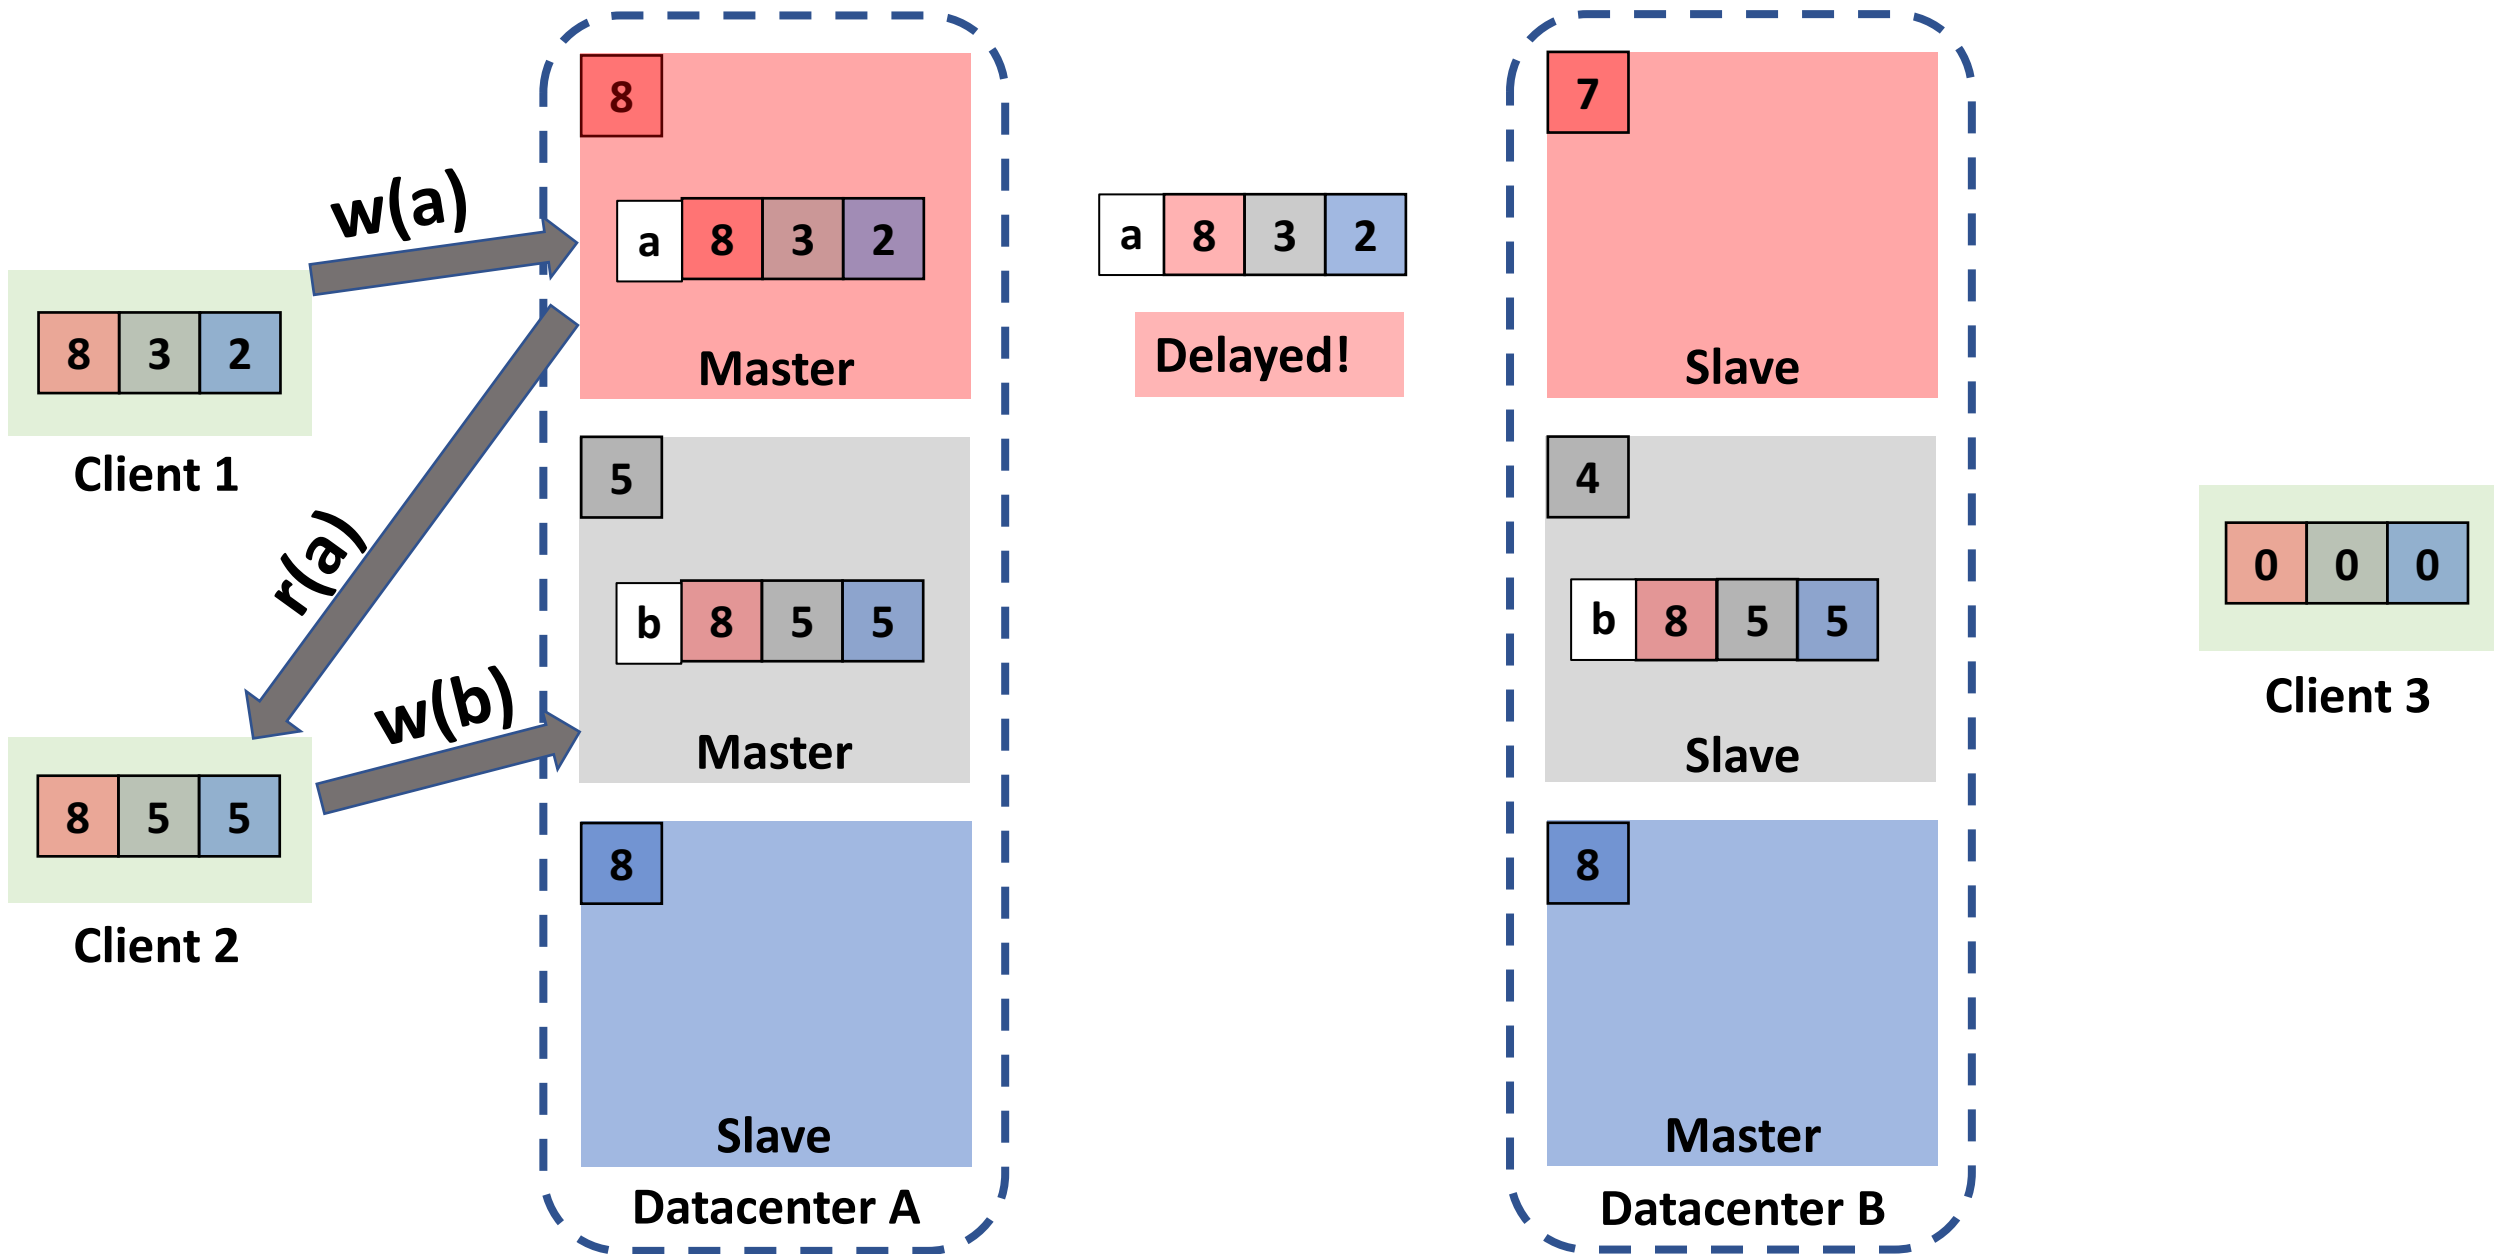 w(a)
8 3 2
Client 1
r(a)
w(b)
8 5 5
Client 2
8
a 8 3 2
Master
5
b 8 5 5
Master
8
Slave
Datacenter A
a 8 3 2
Delayed!
7
Slave
4
b 8 5 5
Slave
8
Master
Datacenter B
0 0 0
Client 3